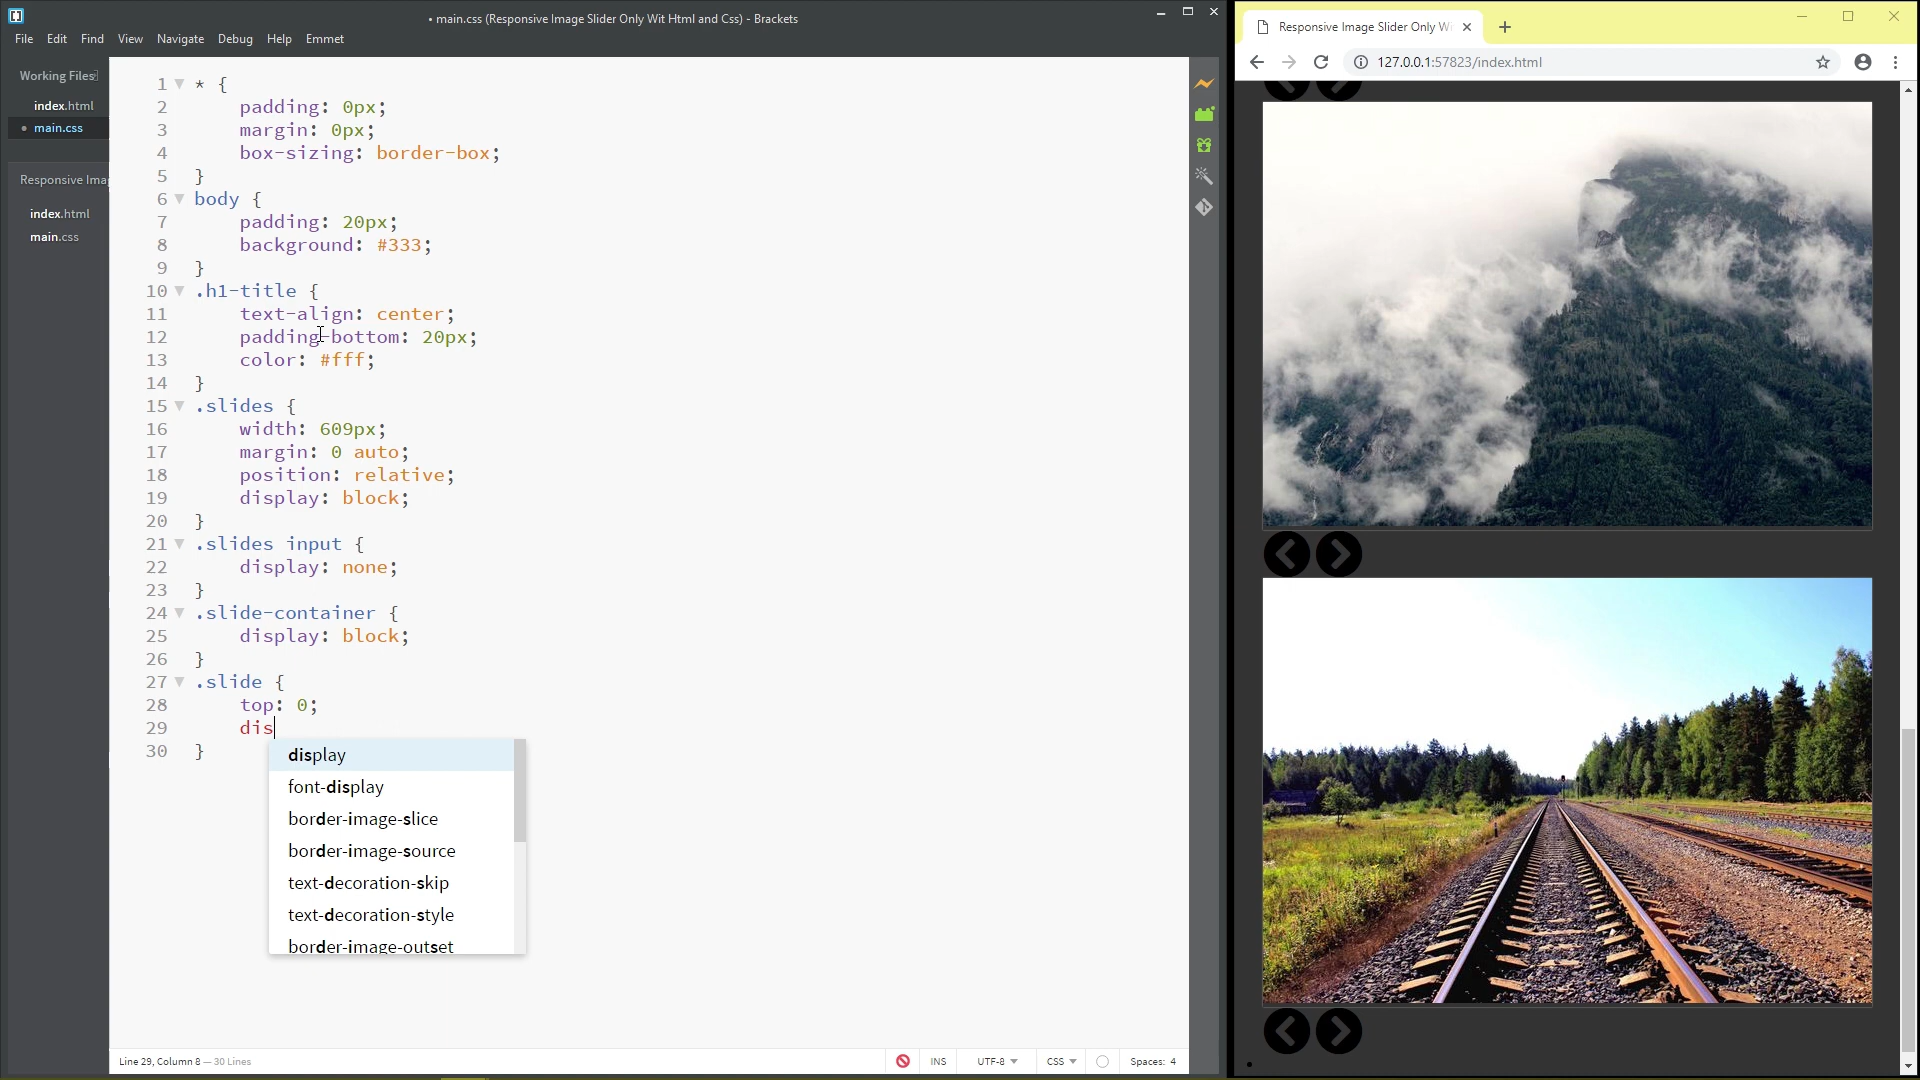 • main.css (Responsive Image Slider Only Wit Html and Css) - Brackets
File Edit Find View Navigate Debug Help Emmet
Working Files
index.html
• main.css
Responsive Ima
index.html
main.css
1 * {
2 padding: 0px;
3 margin: 0px;
4 box-sizing: border-box;
5 }
6 body {
7 padding: 20px;
8 background: #333;
9 }
10 .h1-title {
11 text-align: center;
12 padding-bottom: 20px;
13 color: #fff;
14 }
15 .slides {
16 width: 609px;
17 margin: 0 auto;
18 position: relative;
19 display: block;
20 }
21 .slides input {
22 display: none;
23 }
24 .slide-container {
25 display: block;
26 }
27 .slide {
28 top: 0;
29 dis
30 }
display
font-display
border-image-slice
border-image-source
text-decoration-skip
text-decoration-style
border-image-outset
Line 29, Column 8 — 30 Lines
INS UTF-8 CSS Spaces: 4
Responsive Image Slider Only Wi
127.0.0.1:57823/index.html